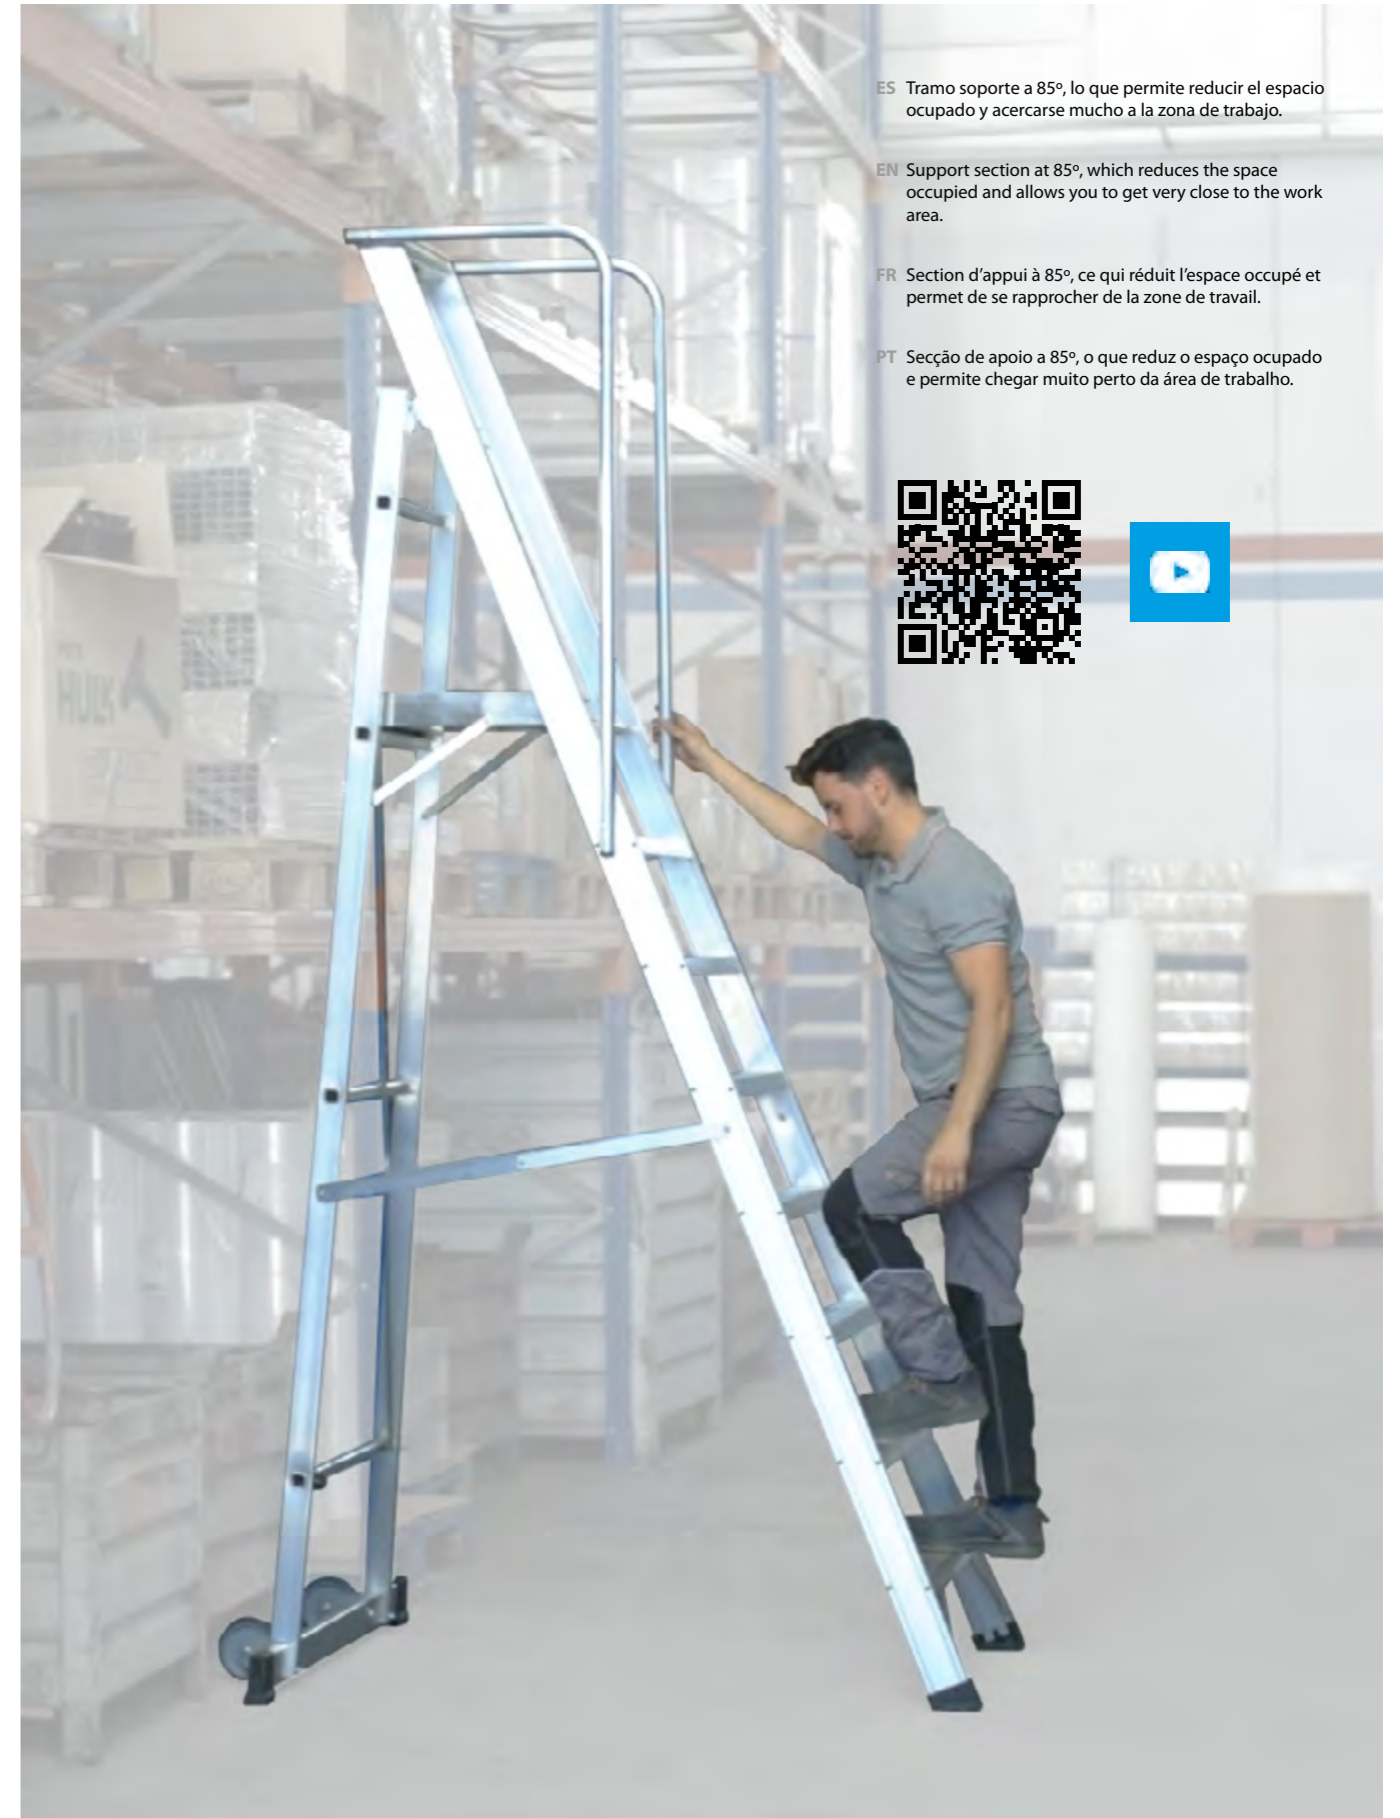 ES Tramo soporte a 85º, lo que permite reducir el espacio
ocupado y acercarse mucho a la zona de trabajo.
EN Support section at 85º, which reduces the space
occupied and allows you to get very close to the work
area.
FR Section d’appui à 85º, ce qui réduit l’espace occupé et
permet de se rapprocher de la zone de travail.
PT Secção de apoio a 85º, o que reduz o espaço ocupado
e permite chegar muito perto da área de trabalho.